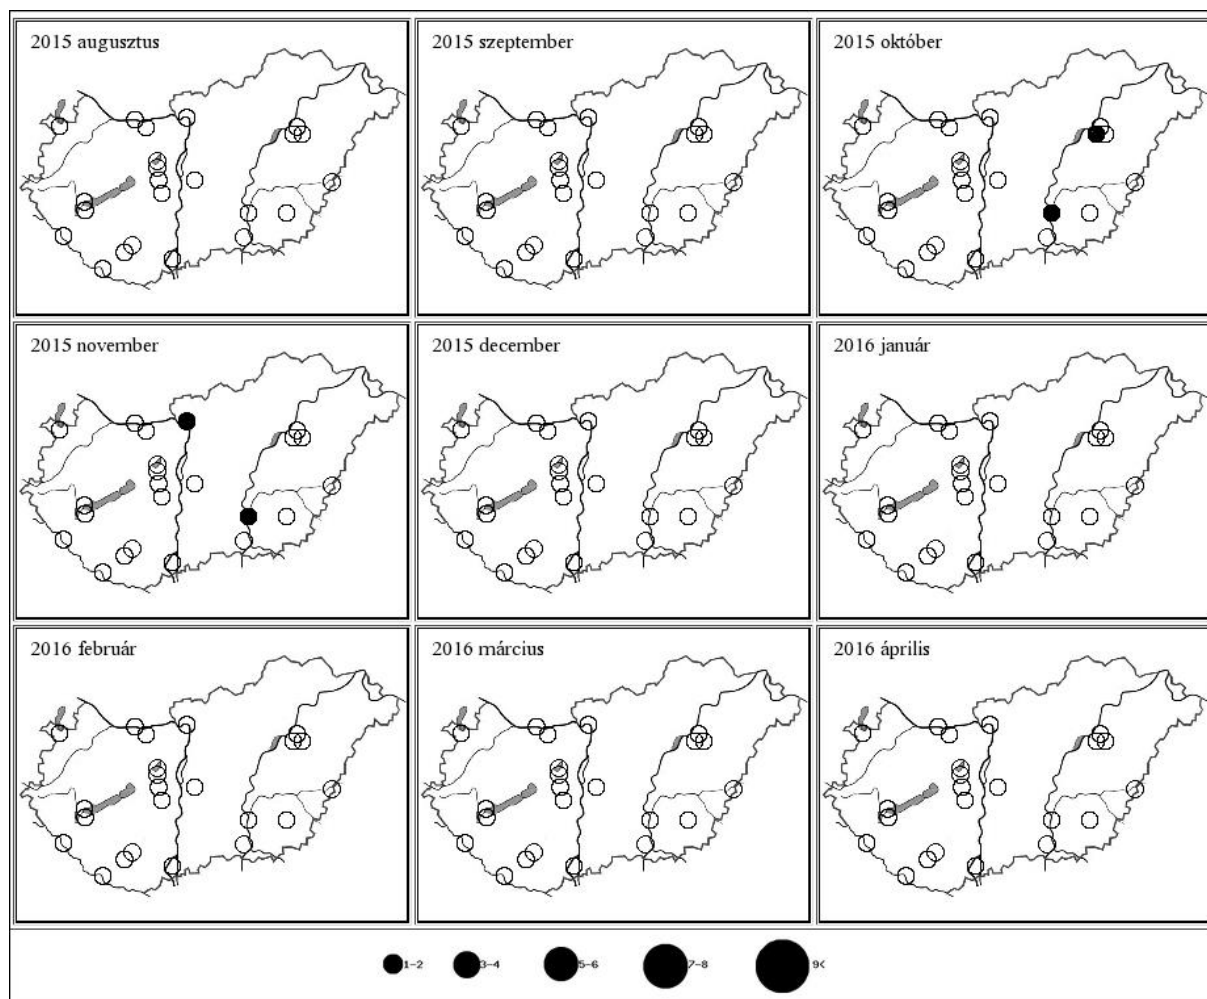 2015 augusztus
2015 szeptember
2015 október
2015 november
2015 december
2016 január
2016 február
2016 március
2016 április
1-2 3-4 5-6 7-8 9<